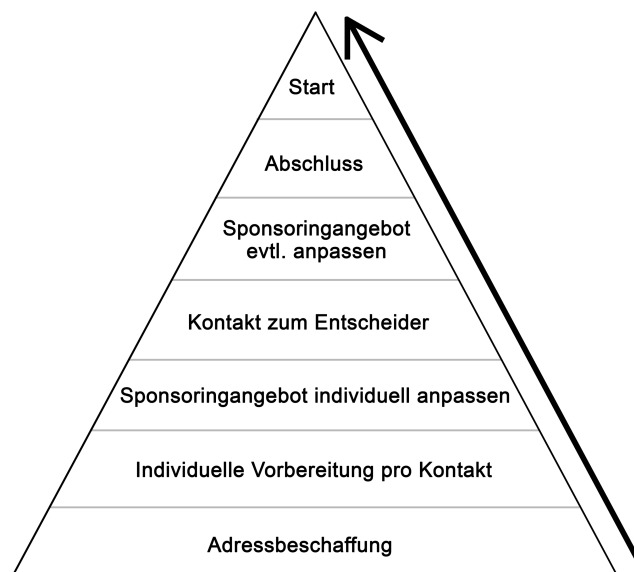 Start
Abschluss
Sponsoringangebot
evtl. anpassen
Kontakt zum Entscheider
Sponsoringangebot individuell anpassen
Individuelle Vorbereitung pro Kontakt
Adressbeschaffung